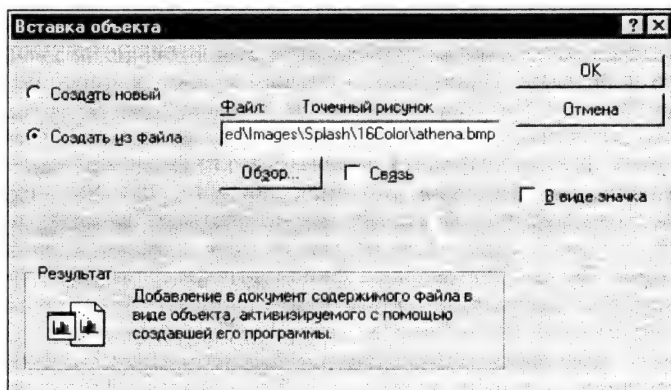 Вставка объекта
Создать новый
Создать из файла
Файл: Точечный рисунок
ed\Images\Splash\16Color\athena.bmp
Обзор...
Связь
OK
Отмена
В виде значка
Результат
Добавление в документ содержимого файла в
виде объекта, активизируемого с помощью
создавшей его программы.